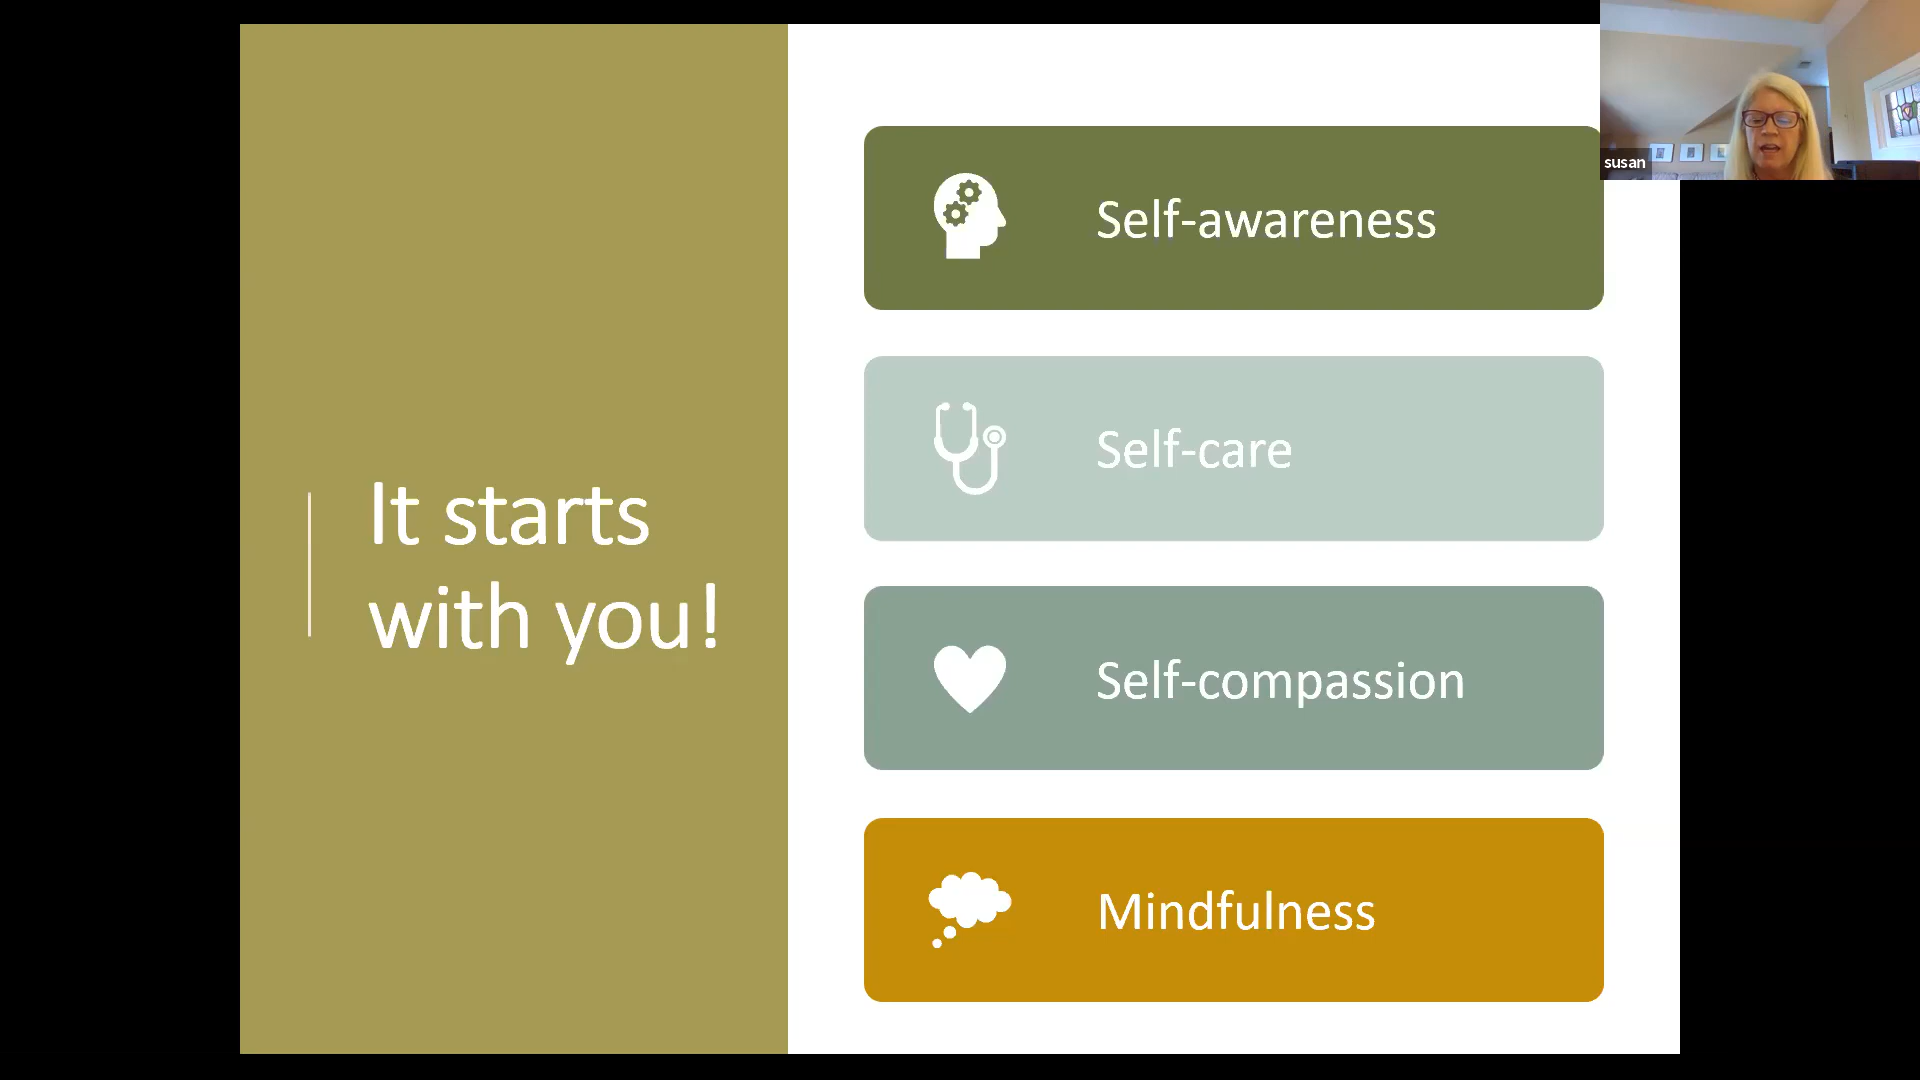 It starts
with you!
Self-awareness
Self-care
Self-compassion
Mindfulness
susan